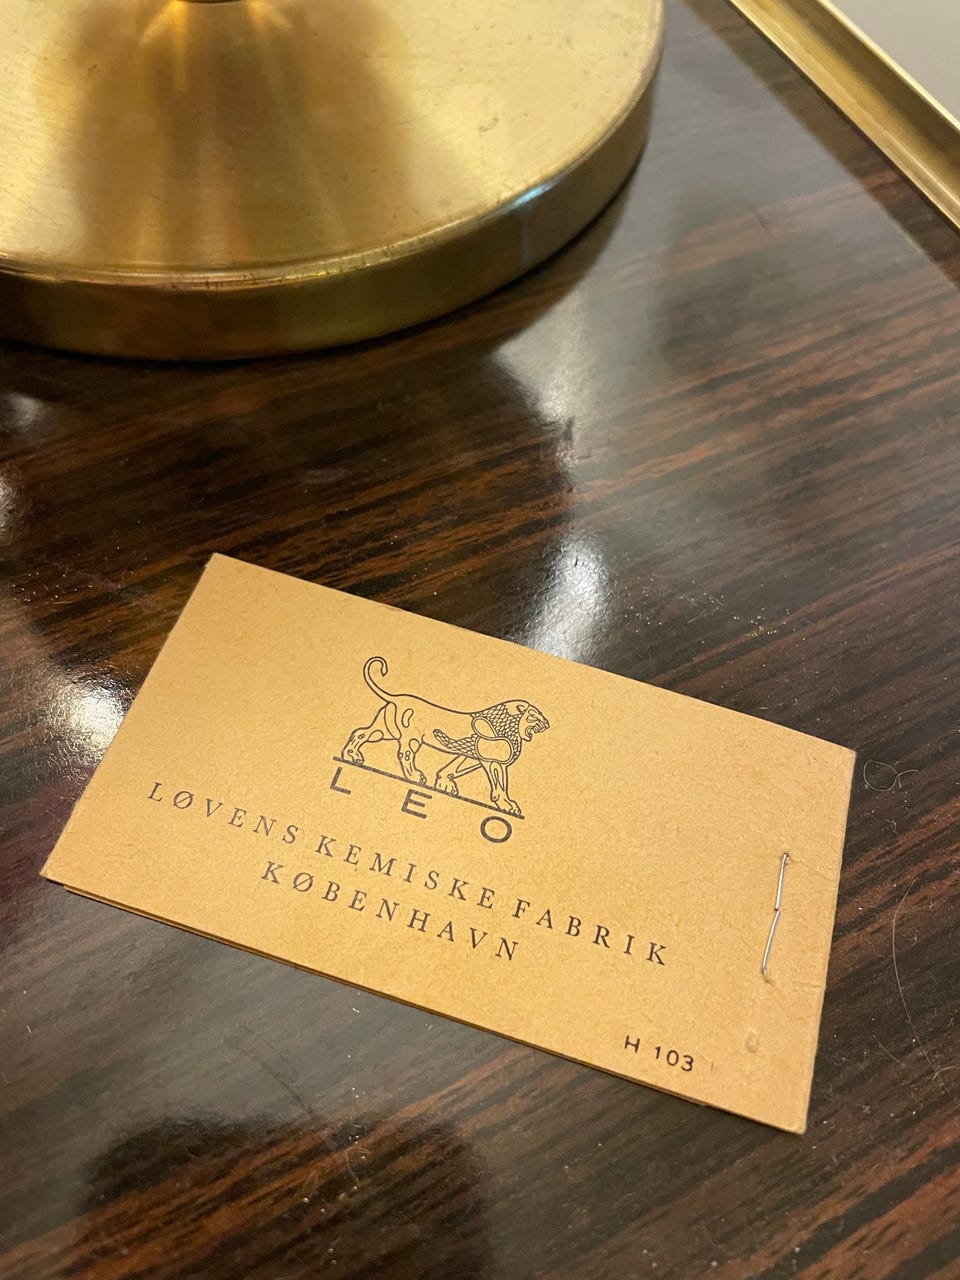 LEO
LØVENS KEMISKE FABRIK
KØBENHAVN
H 103